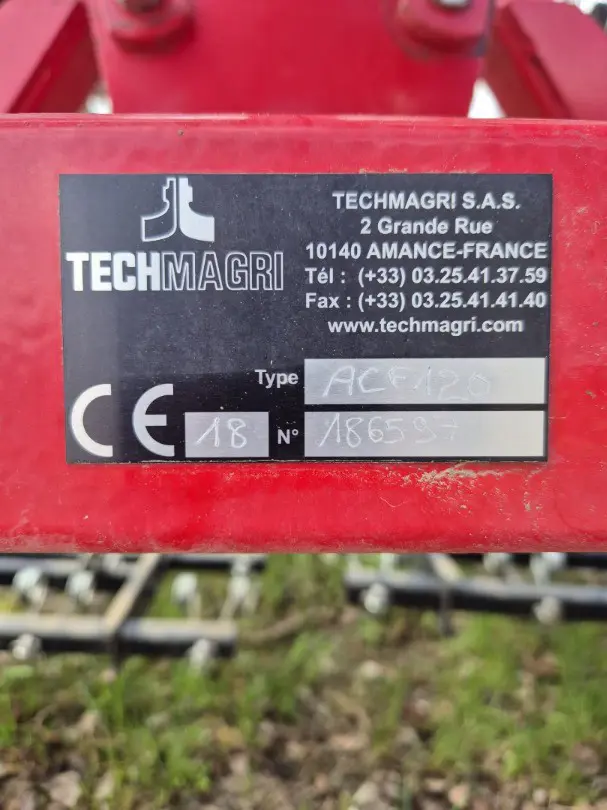 TECHMAGRI
TECHMAGRI S.A.S.
2 Grande Rue
10140 AMANCE-FRANCE
Tél : (+33) 03.25.41.37.59
Fax : (+33) 03.25.41.41.40
www.techmagri.com
Type ACF120
CE 18 N° 186597